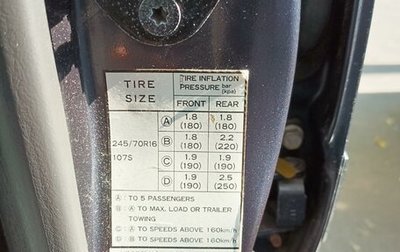 TIRE SIZE
TIRE INFLATION PRESSURE bar (kpa)
FRONT REAR
245/70R16 107S
Ⓐ 1.8 (180) 1.8 (180)
Ⓑ 1.8 (180) 2.2 (220)
Ⓒ 1.9 (190) 1.9 (190)
Ⓓ 1.9 (190) 2.5 (250)
Ⓐ : TO 5 PASSENGERS
Ⓑ : TO MAX. LOAD OR TRAILER
TOWING
Ⓒ : Ⓐ TO SPEEDS ABOVE 160km/h
Ⓓ : Ⓑ TO SPEEDS ABOVE 160km/h